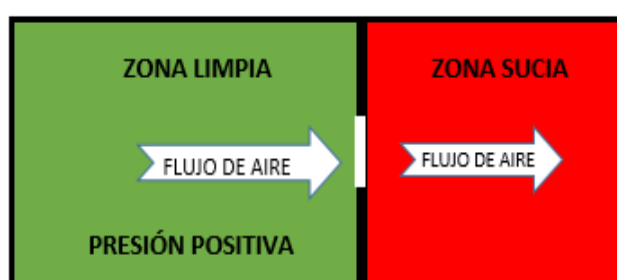 ZONA LIMPIA
ZONA SUCIA
FLUJO DE AIRE
FLUJO DE AIRE
PRESIÓN POSITIVA